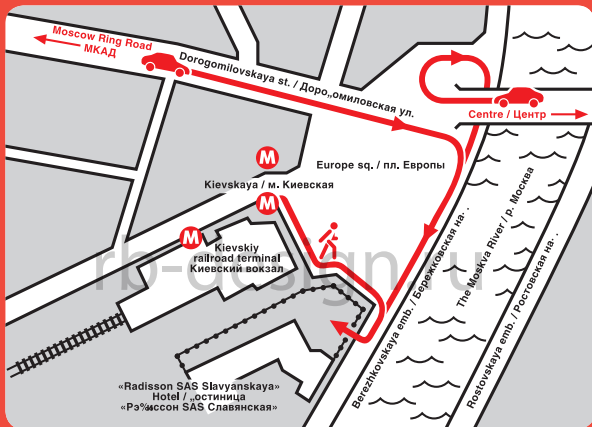 Moscow Ring Road
МКАД
Dorogomilovskaya st. / Доро„омиловская ул.
Centre / Центр
Europe sq. / пл. Европы
М
Kievskaya / м. Киевская
М
М
Kievskiy
railroad terminal
Киевский вокзал
rb-design.ru
Berezhkovskaya emb. / Бережковская на. .
The Moskva River / р. Москва
Rostovskaya emb. / Ростовская на. .
«Radisson SAS Slavyanskaya»
Hotel / „остиница
«Рэ%иссон SAS Славянская»